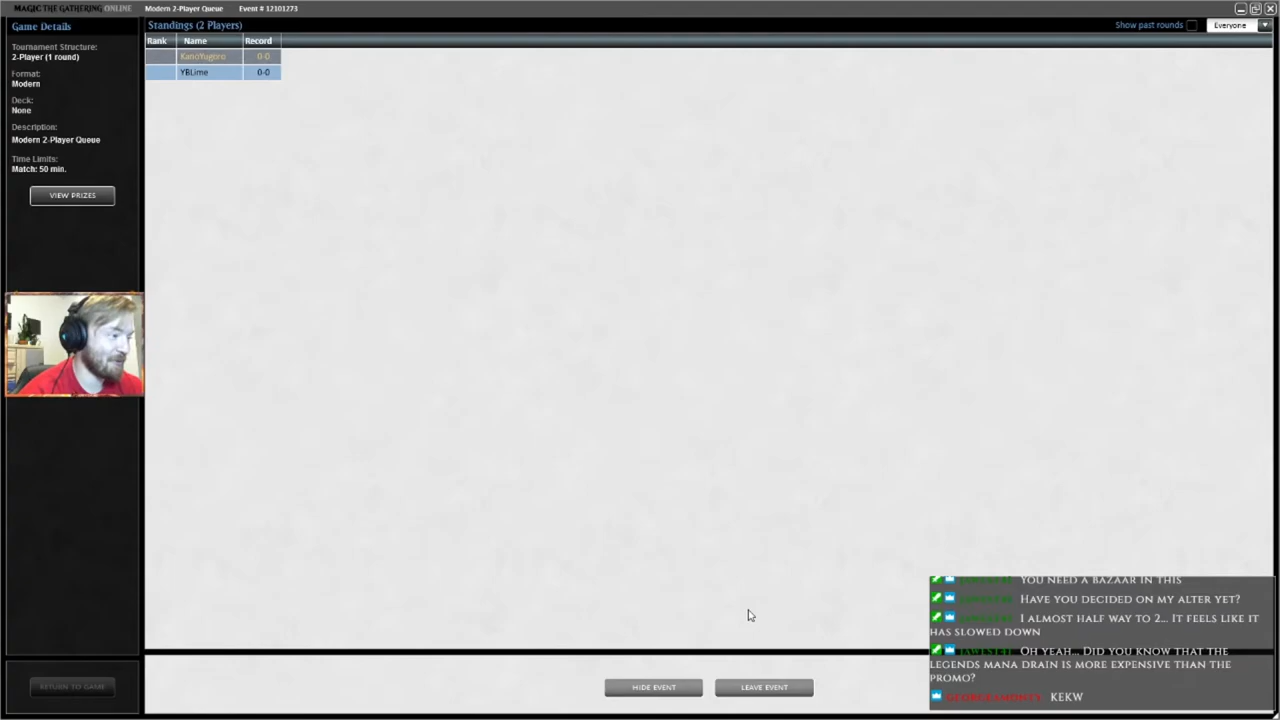 MAGIC THE GATHERING ONLINE Modern 2-Player Queue Event # 12101273
Game Details
Standings (2 Players)
Show past rounds
Everyone
Rank Name Record
KanoYugoro 0-0
YBLime 0-0
Tournament Structure:
2-Player (1 round)
Format:
Modern
Deck:
None
Description:
Modern 2-Player Queue
Time Limits:
Match: 50 min.
VIEW PRIZES
YOU NEED A BAZAAR IN THIS
HAVE YOU DECIDED ON MY ALTER YET?
I ALMOST HALF WAY TO 2... IT FEELS LIKE IT
HAS SLOWED DOWN
OH YEAH... DID YOU KNOW THAT THE
LEGENDS MANA DRAIN IS MORE EXPENSIVE THAN THE
PROMO?
KEKW
RETURN TO GAME
HIDE EVENT
LEAVE EVENT